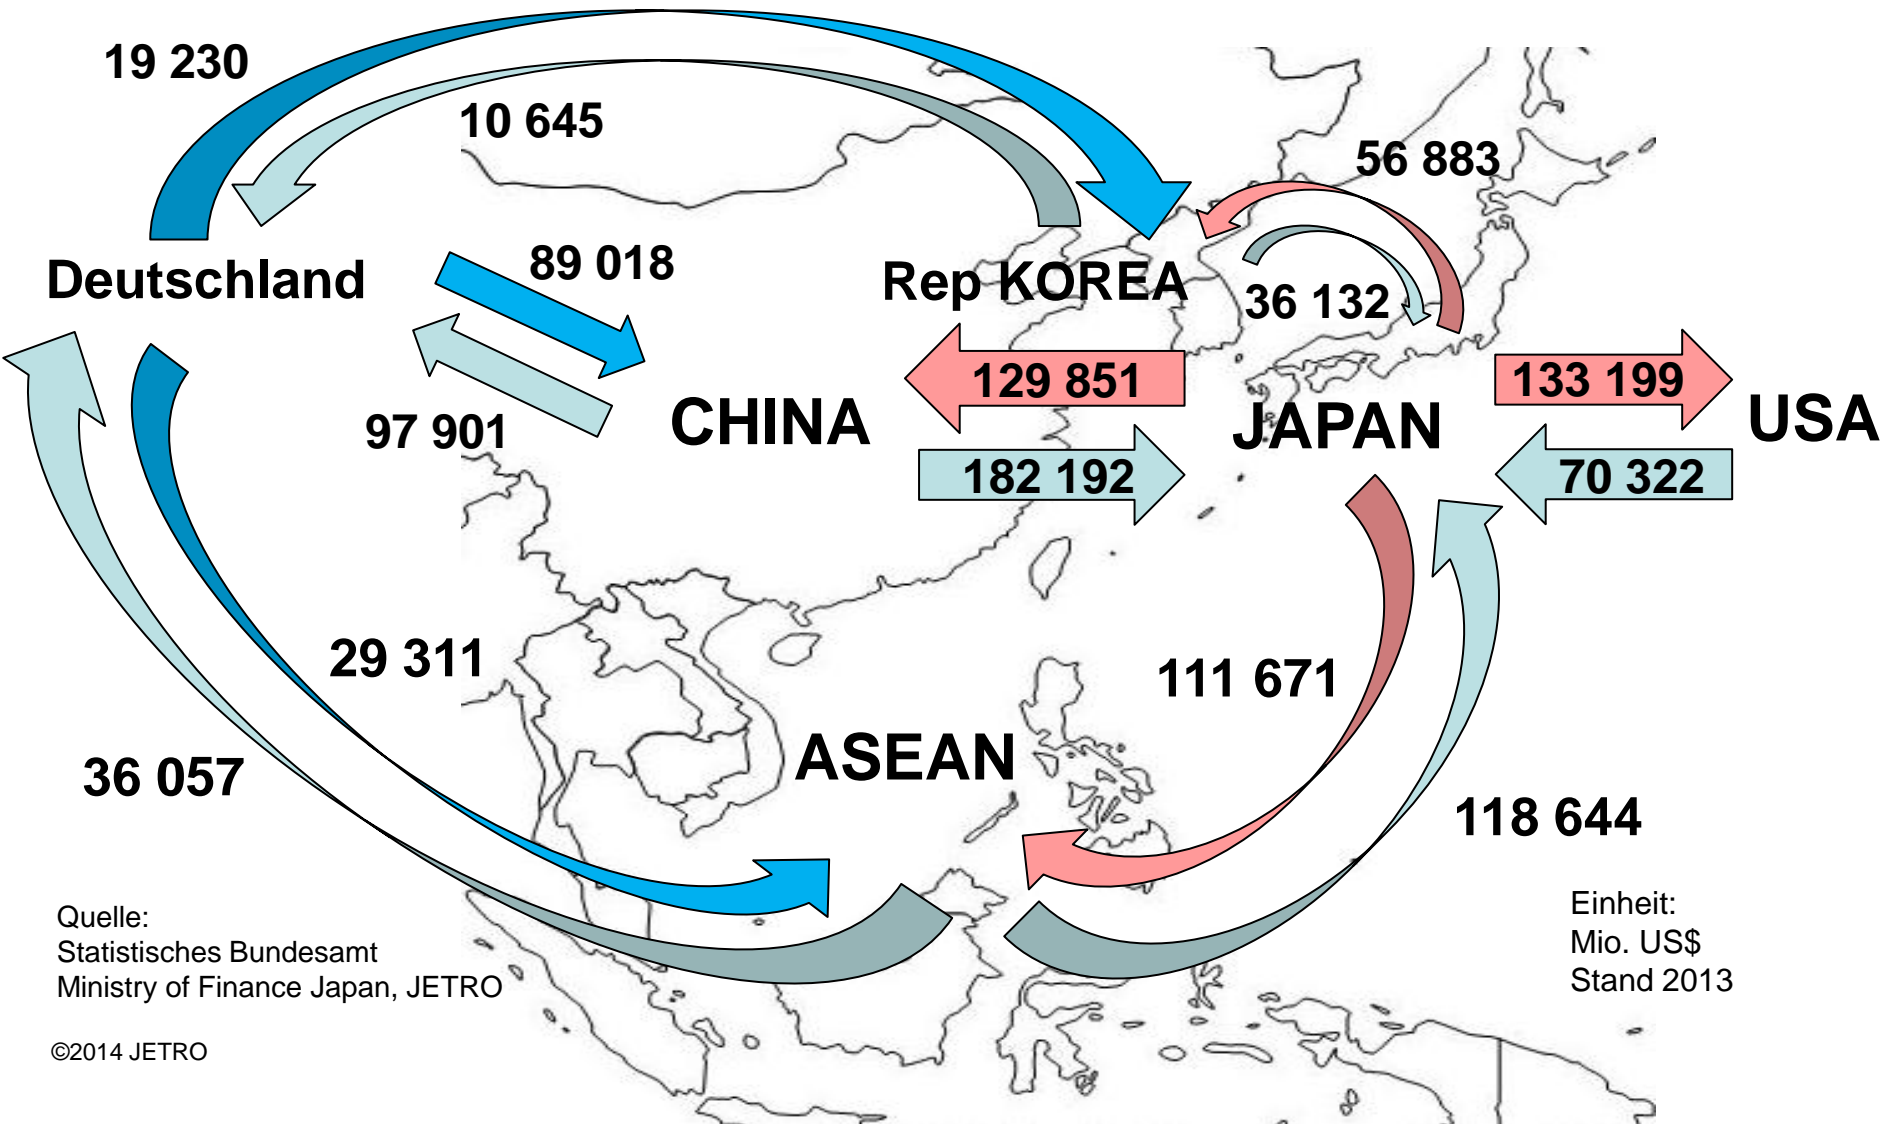 19 230
10 645
56 883
89 018
Deutschland
Rep KOREA
36 132
129 851
133 199
97 901
CHINA
JAPAN
USA
182 192
70 322
29 311
111 671
ASEAN
36 057
118 644
Quelle:
Statistisches Bundesamt
Ministry of Finance Japan, JETRO
Einheit:
Mio. US$
Stand 2013
©2014 JETRO